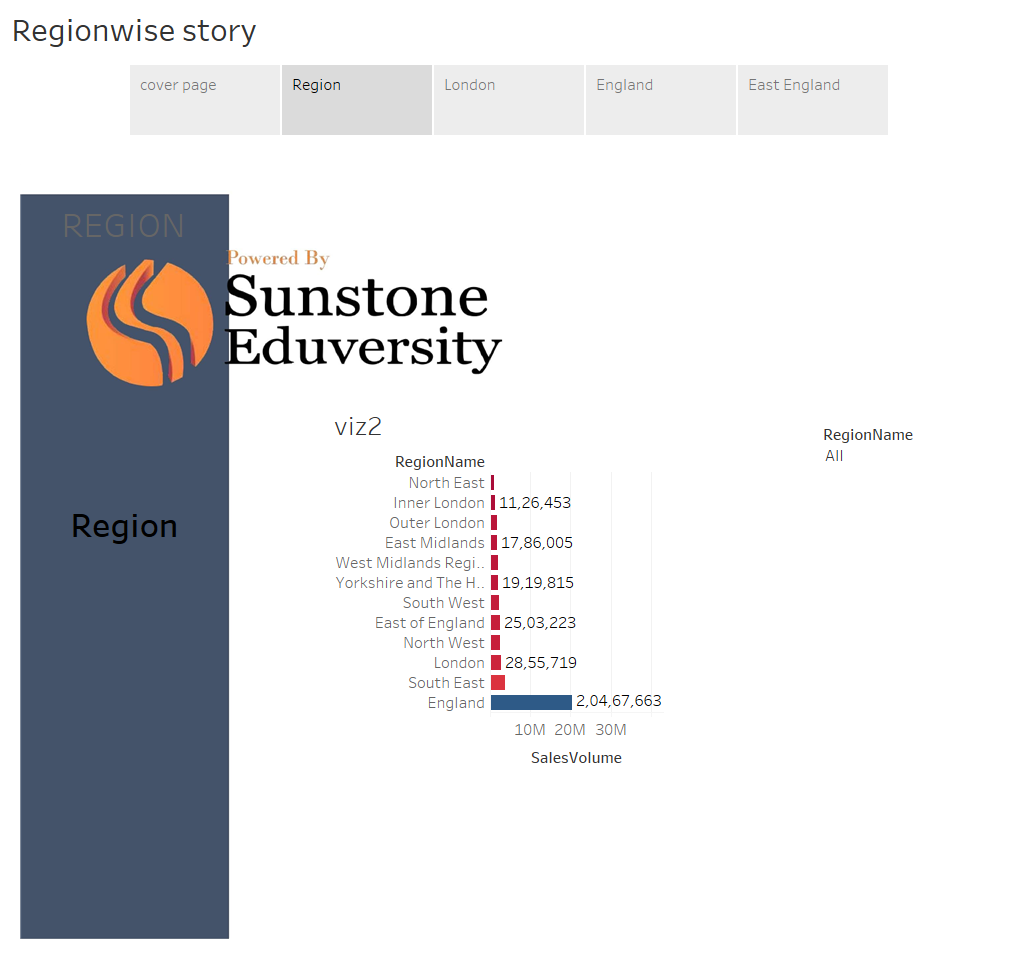 Regionwise story
cover page
Region
London
England
East England
REGION
Powered By
Sunstone
Eduversity
viz2
RegionName
All
RegionName
North East
Inner London 11,26,453
Outer London
East Midlands 17,86,005
West Midlands Regi..
Yorkshire and The H.. 19,19,815
South West
Region
East of England 25,03,223
North West
London 28,55,719
South East
England 2,04,67,663
10M 20M 30M
SalesVolume